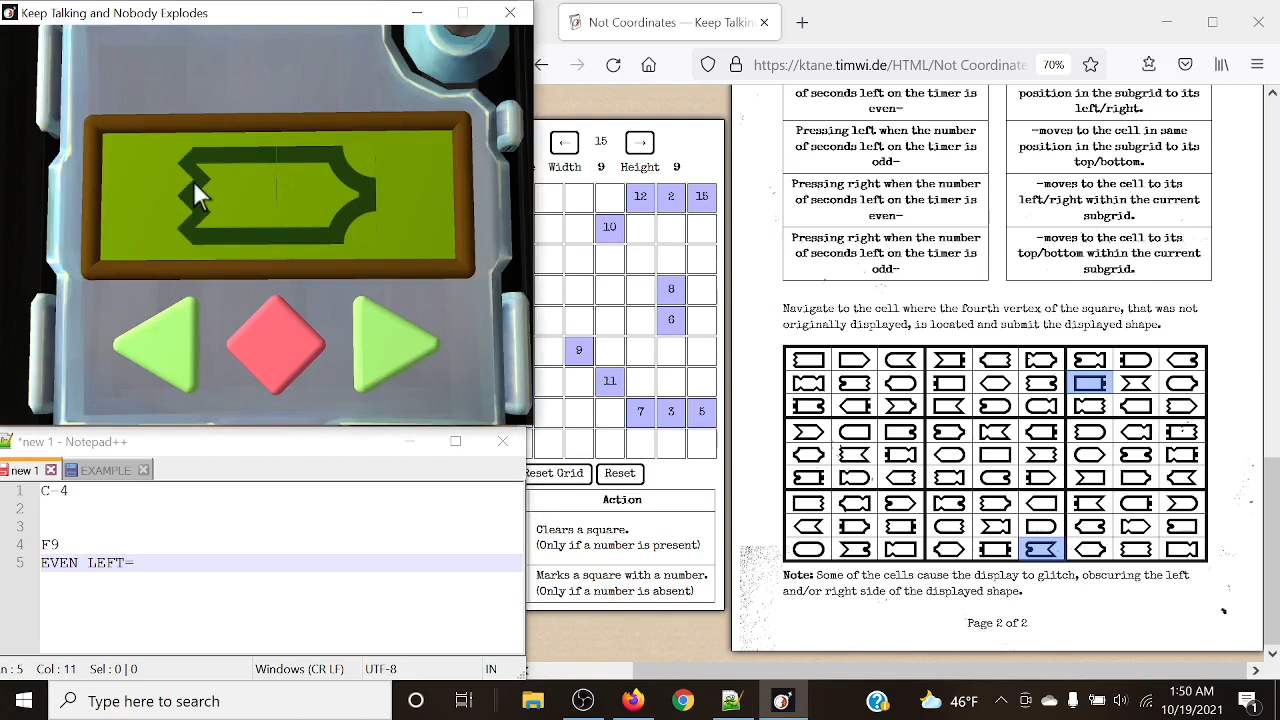 Keep Talking and Nobody Explodes
Not Coordinates — Keep Talkin
https://ktane.timwi.de/HTML/Not Coordinate
70%
← 15 →
Width 9 Height 9
12 2 15
10
8
6
9
11
7 3 5
Reset
Action
Clears a square.
(Only if a number is present)
Marks a square with a number.
(Only if a number is absent)
of seconds left on the timer is
even-
position in the subgrid to its
left/right.
Pressing left when the number
of seconds left on the timer is
odd-
-moves to the cell in same
position in the subgrid to its
top/bottom.
Pressing right when the number
of seconds left on the timer is
even-
-moves to the cell to its
left/right within the current
subgrid.
Pressing right when the number
of seconds left on the timer is
odd-
-moves to the cell to its
top/bottom within the current
subgrid.
Navigate to the cell where the fourth vertex of the square, that was not
originally displayed, is located and submit the displayed shape.
Note: Some of the cells cause the display to glitch, obscuring the left
and/or right side of the displayed shape.
Page 2 of 2
*new 1 - Notepad++
new 1 EXAMPLE
1 C-4
2
3
4 F9
5 EVEN LEFT=
Ln : 5 Col : 11 Sel : 0 | 0
Windows (CR LF) UTF-8 IN
Type here to search
46°F
1:50 AM
10/19/2021